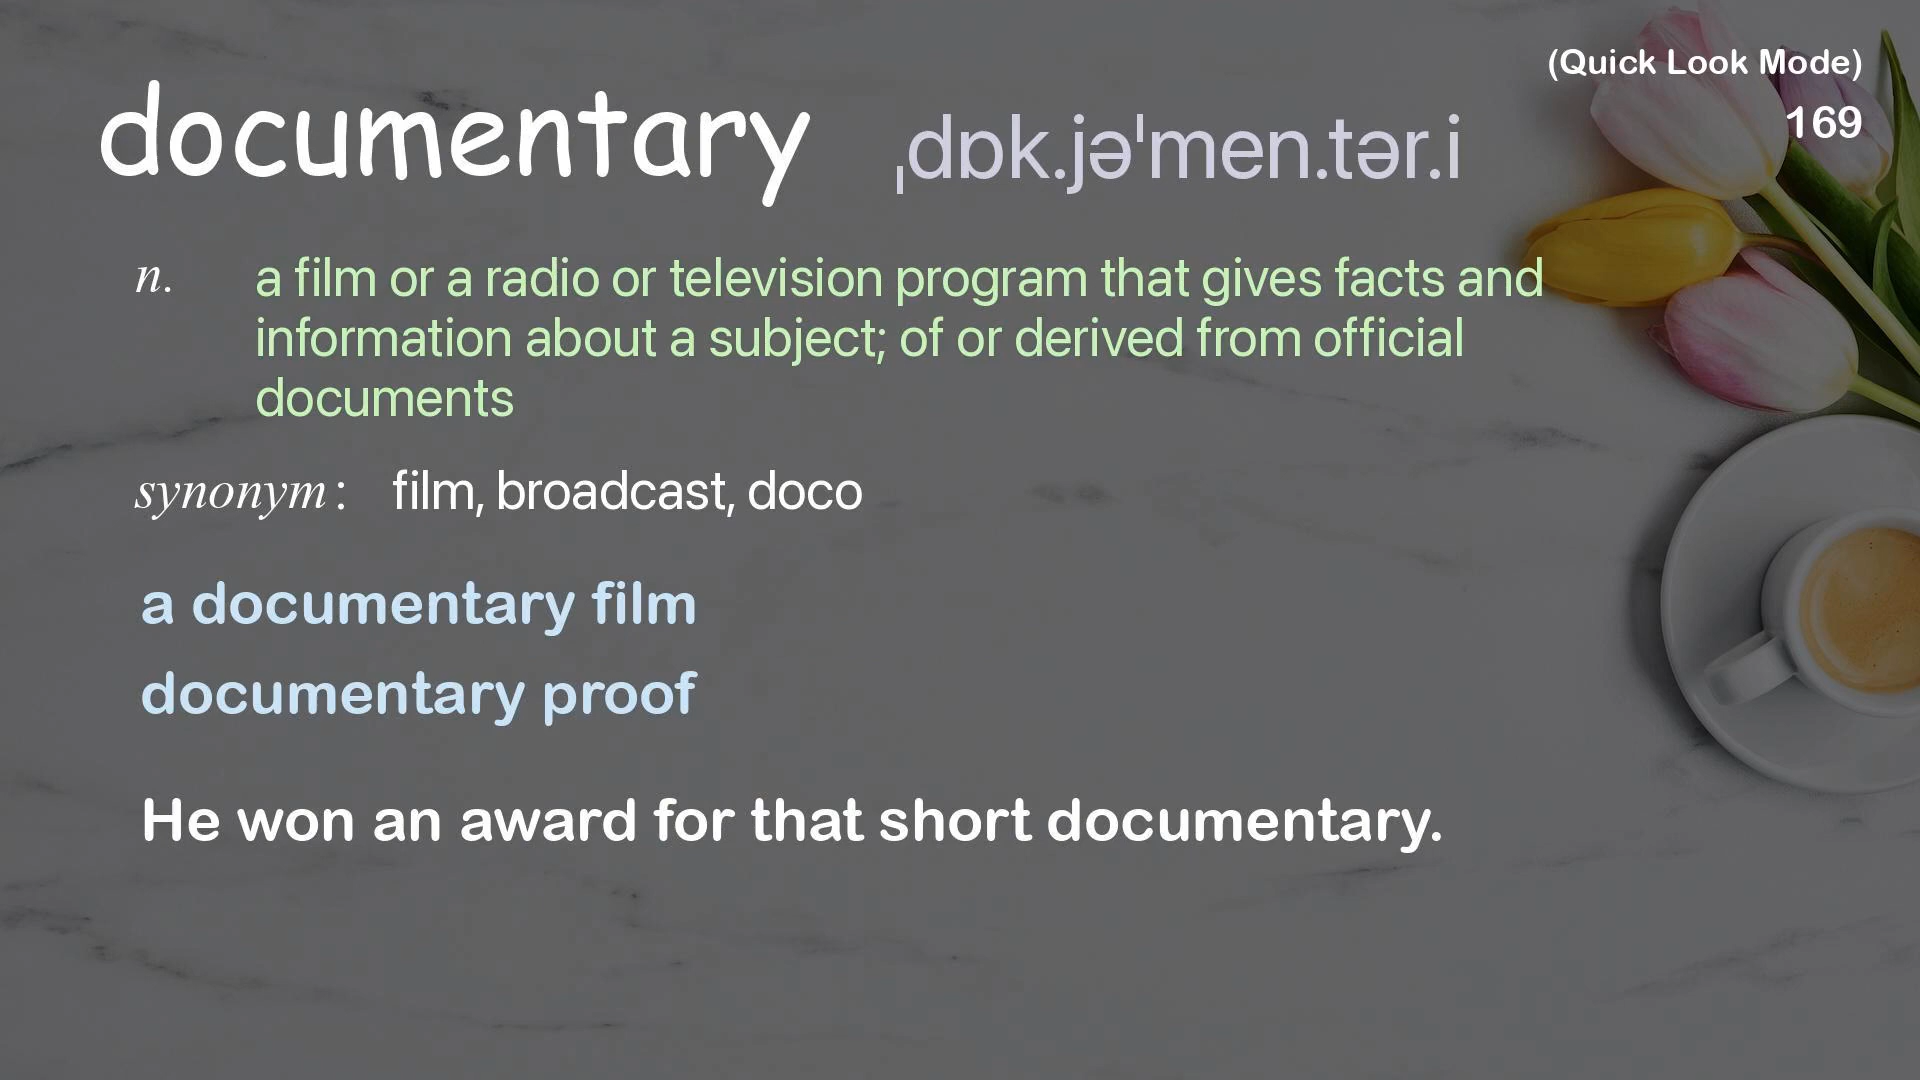 (Quick Look Mode)
documentary ˌdɒk.jəˈmen.tər.i 169
n. a film or a radio or television program that gives facts and
information about a subject; of or derived from official
documents
synonym: film, broadcast, doco
a documentary film
documentary proof
He won an award for that short documentary.